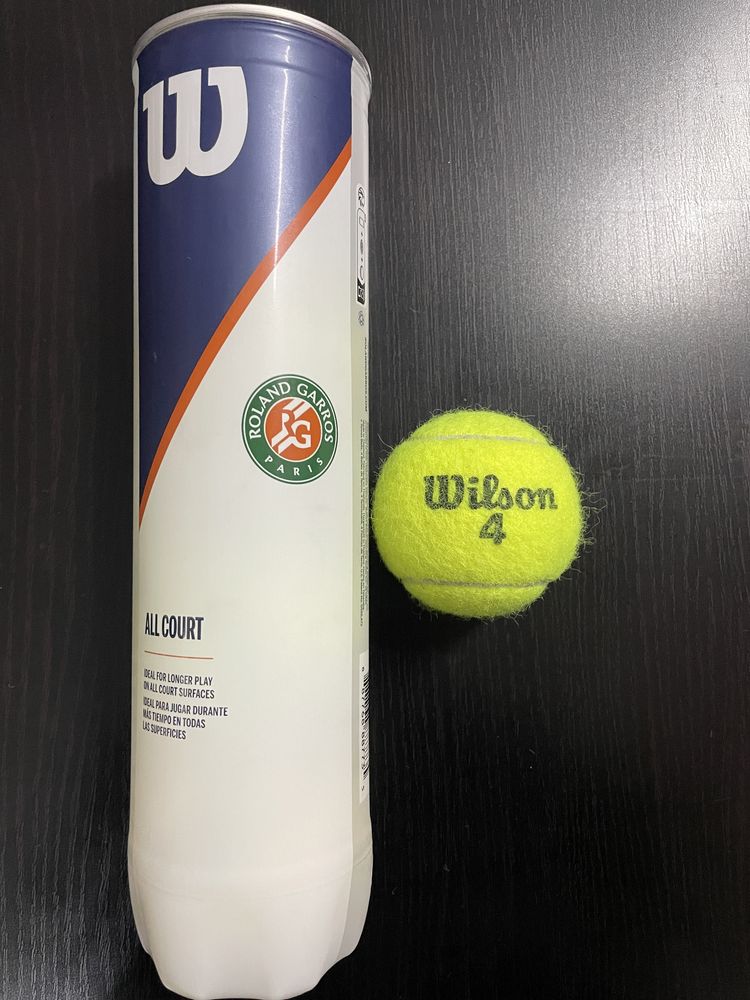 W
ROLAND GARROS
RG
PARIS
Wilson
4
ALL COURT
IDEAL FOR LONGER PLAY
ON ALL COURT SURFACES
IDEAL PARA JUGAR DURANTE
MÁS TIEMPO EN TODAS
LAS SUPERFICIES